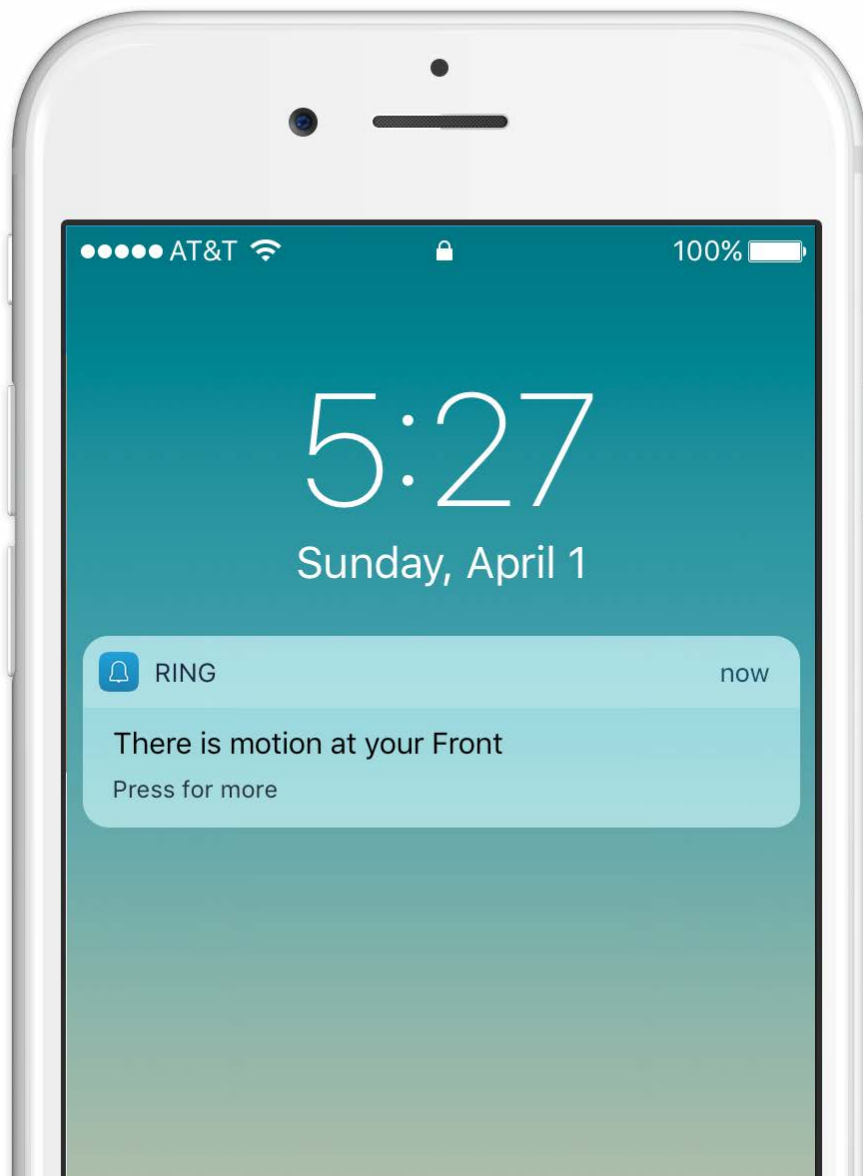 AT&T 100%
5:27
Sunday, April 1
RING now
There is motion at your Front
Press for more